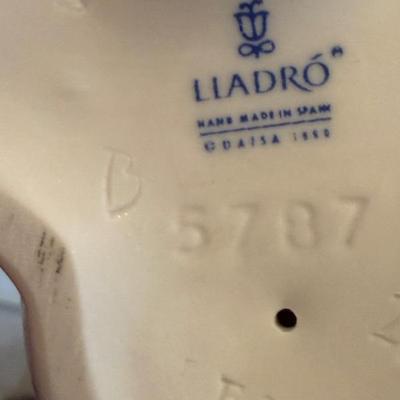 LLADRÓ
HAND MADE IN SPAIN
© DAISA 1990
B
5787